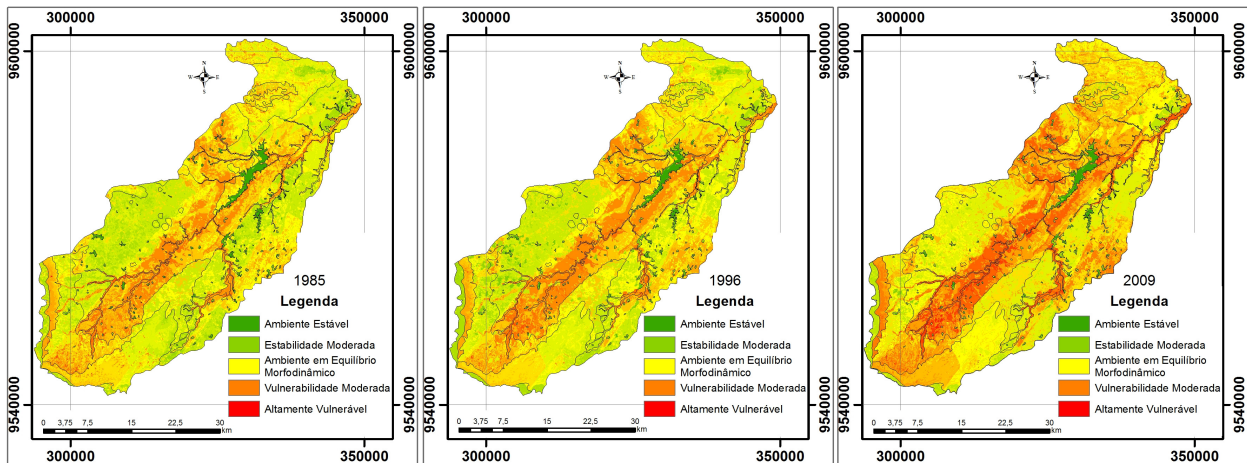 300000 350000
9600000 9600000
N
W E
S
1985
Legenda
Ambiente Estável
Estabilidade Moderada
Ambiente em Equilíbrio
Morfodinâmico
Vulnerabilidade Moderada
Altamente Vulnerável
9540000 9540000
0 3,75 7,5 15 22,5 30
km
300000 350000
300000 350000
9600000
N
W E
S
1996
Legenda
Ambiente Estável
Estabilidade Moderada
Ambiente em Equilíbrio
Morfodinâmico
Vulnerabilidade Moderada
Altamente Vulnerável
9540000
0 3,75 7,5 15 22,5 30
km
300000 350000
300000 350000
9600000
N
W E
S
2009
Legenda
Ambiente Estável
Estabilidade Moderada
Ambiente em Equilíbrio
Morfodinâmico
Vulnerabilidade Moderada
Altamente Vulnerável
9540000
0 3,75 7,5 15 22,5 30
km
300000 350000